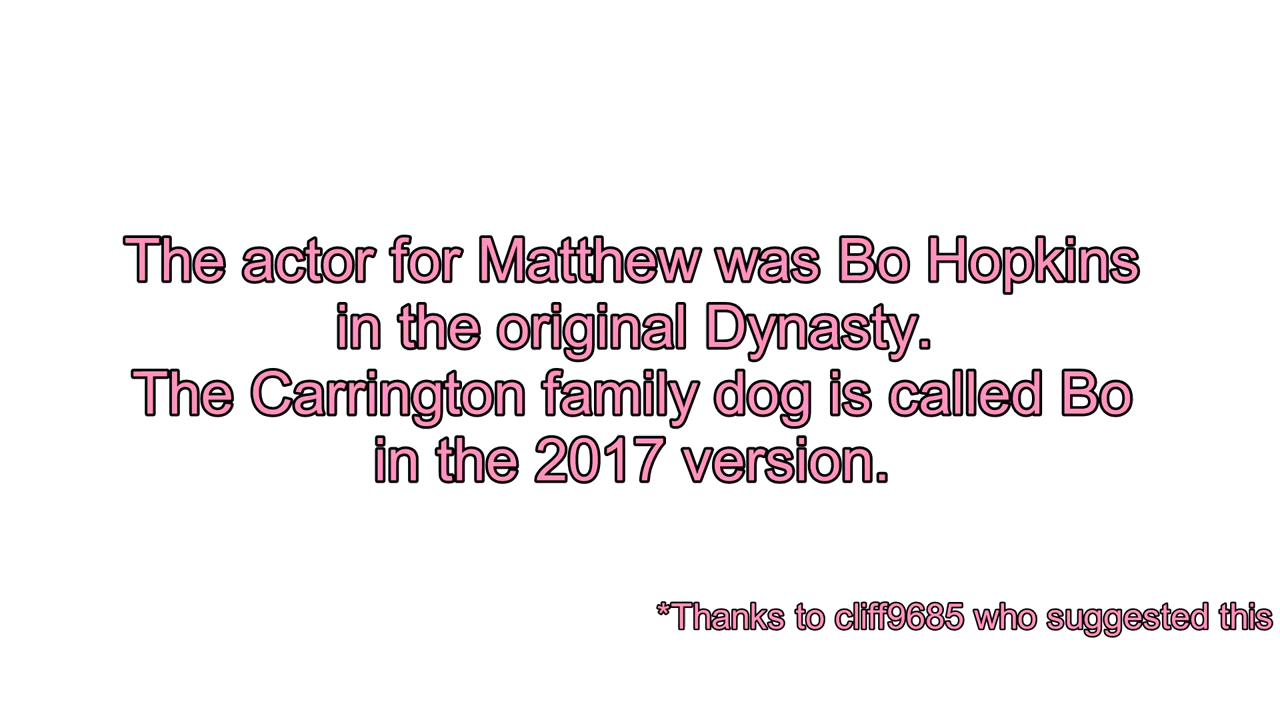 The actor for Matthew was Bo Hopkins
in the original Dynasty.
The Carrington family dog is called Bo
in the 2017 version.
*Thanks to cliff9685 who suggested this